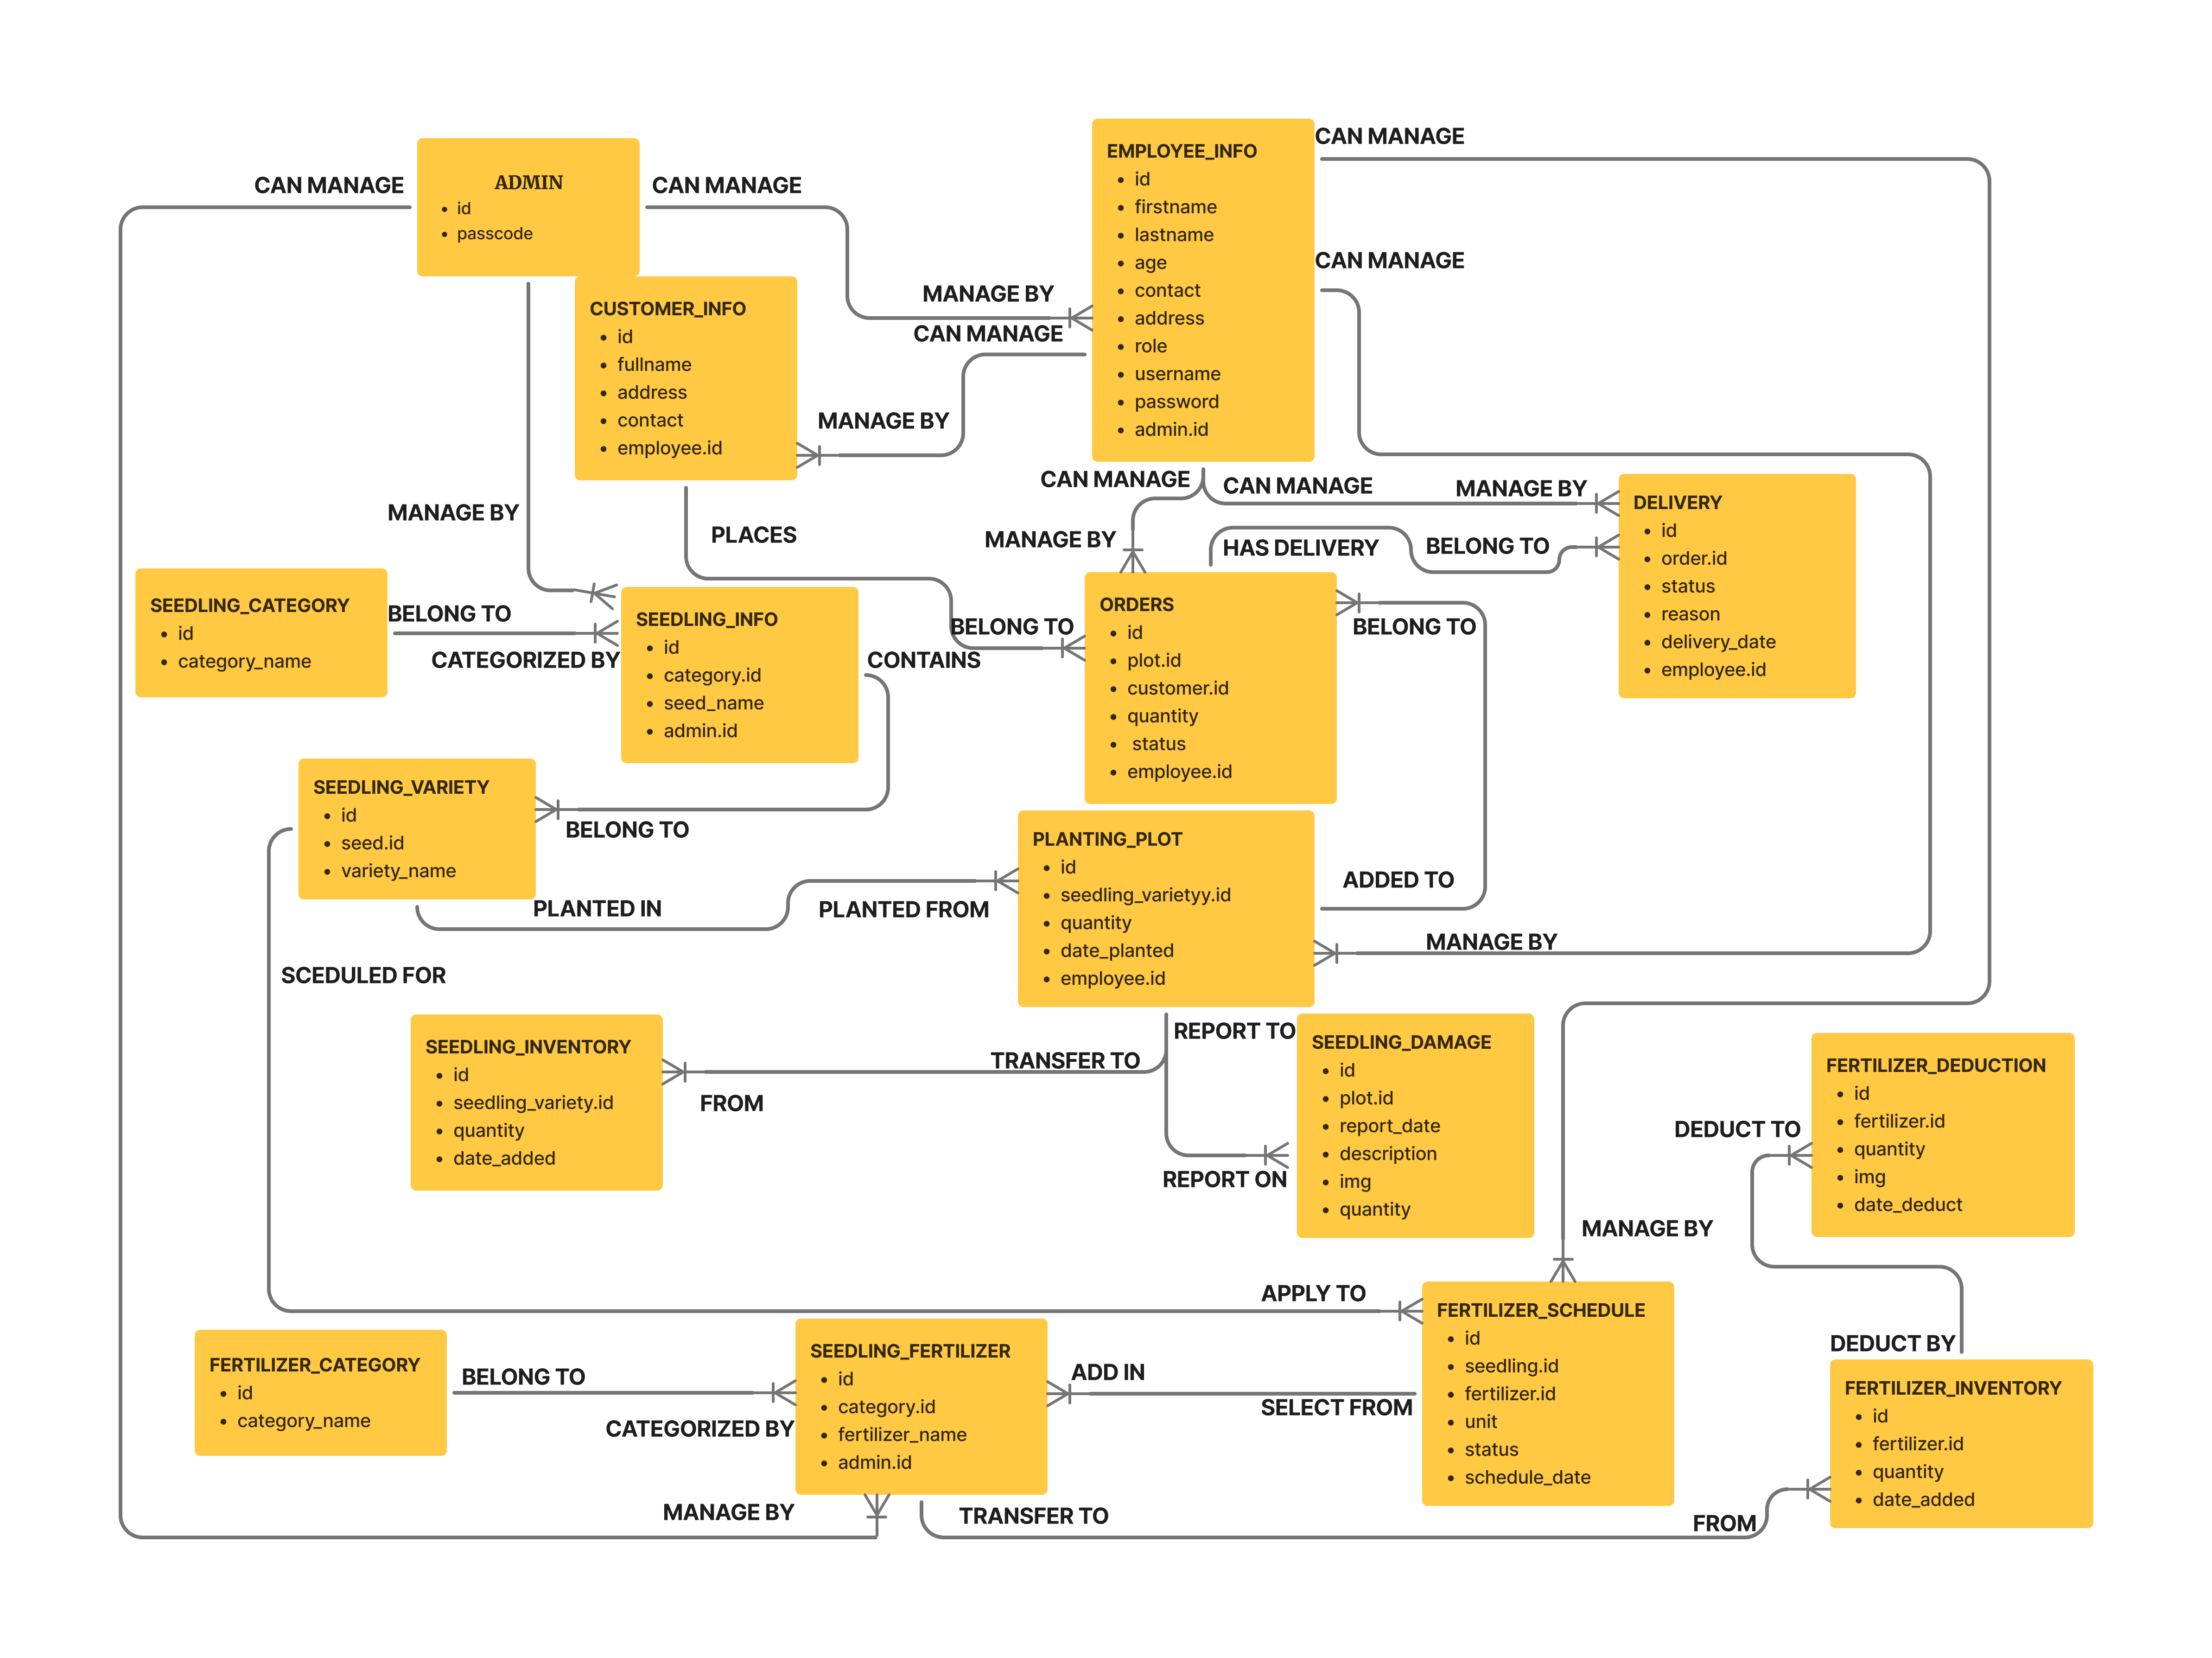 ADMIN
id
passcode
CAN MANAGE
CAN MANAGE
EMPLOYEE_INFO
id
firstname
lastname
age
contact
address
role
username
password
admin.id
CAN MANAGE
CAN MANAGE
MANAGE BY
CAN MANAGE
CUSTOMER_INFO
id
fullname
address
contact
employee.id
MANAGE BY
MANAGE BY
PLACES
CAN MANAGE
CAN MANAGE
MANAGE BY
MANAGE BY
HAS DELIVERY
BELONG TO
DELIVERY
id
order.id
status
reason
delivery_date
employee.id
SEEDLING_CATEGORY
id
category_name
BELONG TO
CATEGORIZED BY
SEEDLING_INFO
id
category.id
seed_name
admin.id
CONTAINS
BELONG TO
ORDERS
id
plot.id
customer.id
quantity
status
employee.id
BELONG TO
SEEDLING_VARIETY
id
seed.id
variety_name
BELONG TO
PLANTED IN
PLANTED FROM
PLANTING_PLOT
id
seedling_varietyy.id
quantity
date_planted
employee.id
ADDED TO
MANAGE BY
SCEDULED FOR
SEEDLING_INVENTORY
id
seedling_variety.id
quantity
date_added
FROM
TRANSFER TO
REPORT TO
REPORT ON
SEEDLING_DAMAGE
id
plot.id
report_date
description
img
quantity
FERTILIZER_DEDUCTION
id
fertilizer.id
quantity
img
date_deduct
DEDUCT TO
MANAGE BY
APPLY TO
FERTILIZER_SCHEDULE
id
seedling.id
fertilizer.id
unit
status
schedule_date
DEDUCT BY
FERTILIZER_CATEGORY
id
category_name
BELONG TO
CATEGORIZED BY
SEEDLING_FERTILIZER
id
category.id
fertilizer_name
admin.id
ADD IN
SELECT FROM
FERTILIZER_INVENTORY
id
fertilizer.id
quantity
date_added
MANAGE BY
TRANSFER TO
FROM